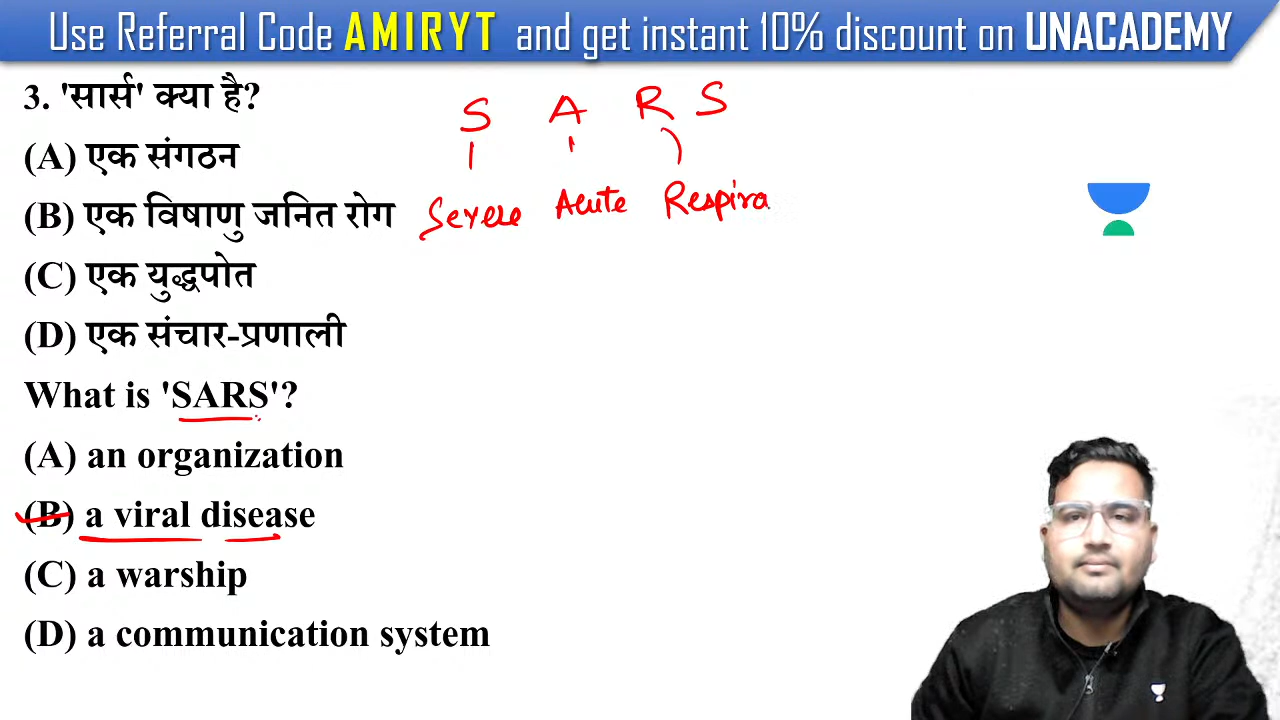 Use Referral Code AMIRYT and get instant 10% discount on UNACADEMY
3. 'सार्स' क्या है?
S A R S
(A) एक संगठन
(B) एक विषाणु जनित रोग
Severe Acute Respira
(C) एक युद्धपोत
(D) एक संचार-प्रणाली
What is 'SARS'?
(A) an organization
(B) a viral disease
(C) a warship
(D) a communication system